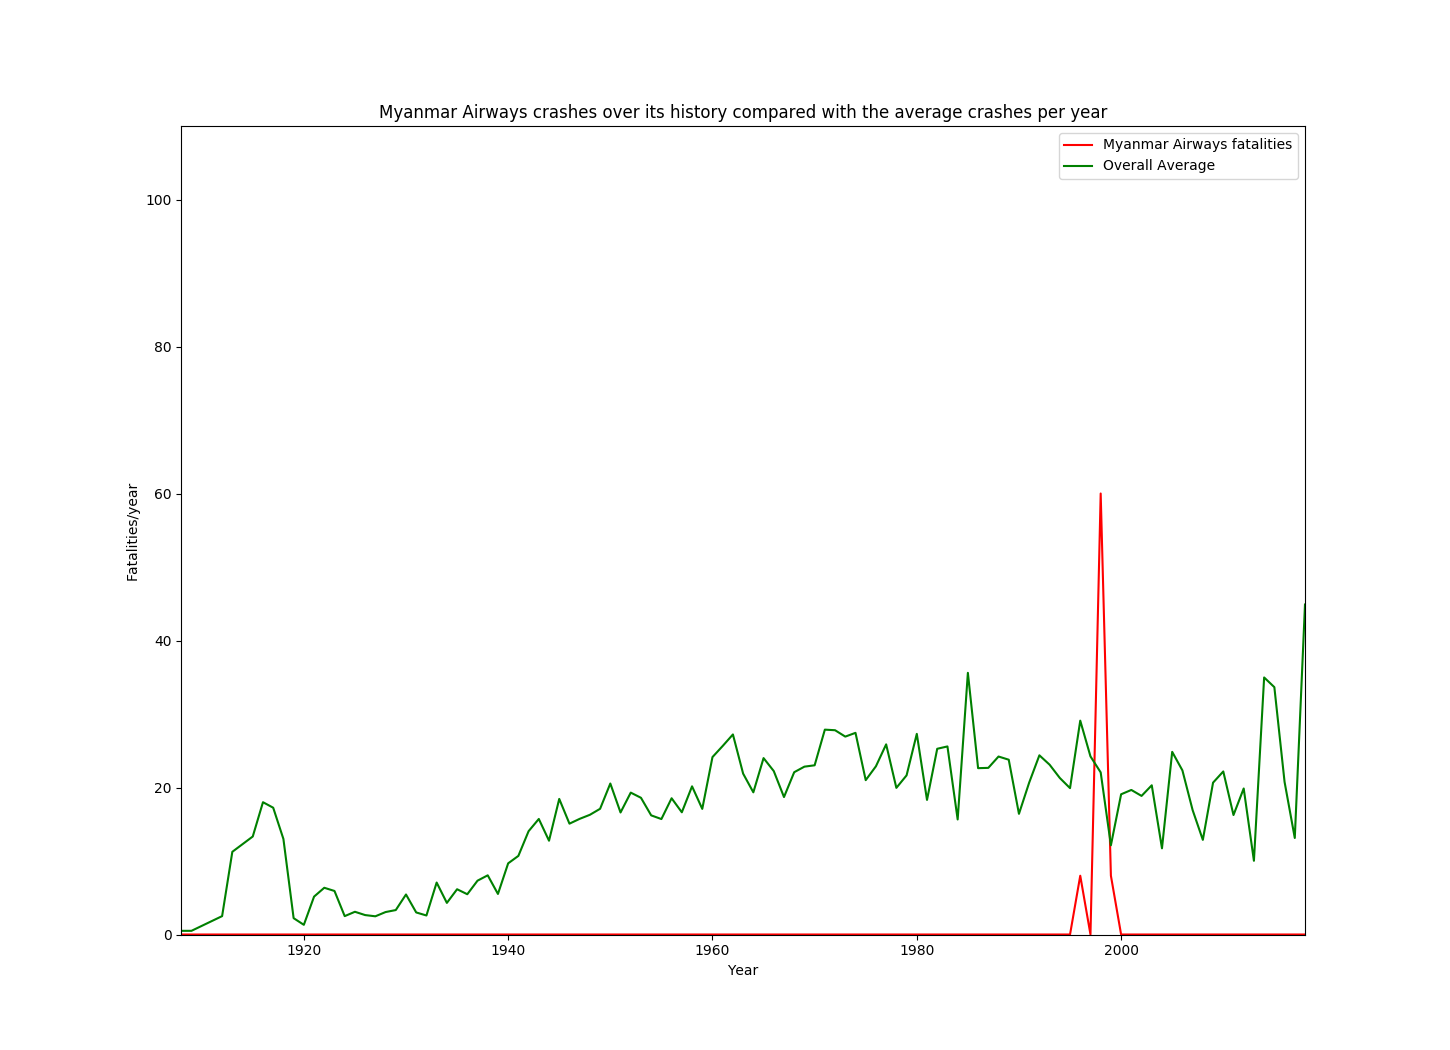 Myanmar Airways crashes over its history compared with the average crashes per year
Myanmar Airways fatalities
Overall Average
100
80
60
40
20
0
Fatalities/year
1920 1940 1960 1980 2000
Year